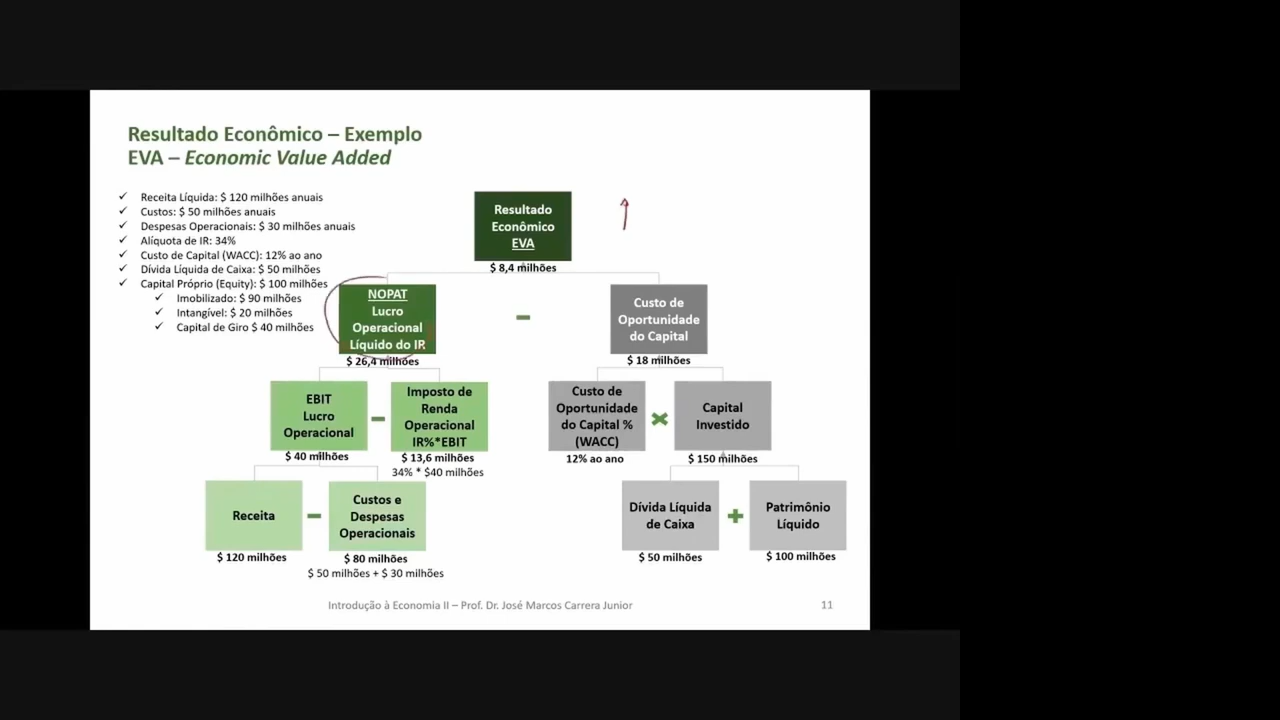 Resultado Econômico – Exemplo
EVA – Economic Value Added
✓ Receita Líquida: $ 120 milhões anuais
✓ Custos: $ 50 milhões anuais
✓ Despesas Operacionais: $ 30 milhões anuais
✓ Alíquota de IR: 34%
✓ Custo de Capital (WACC): 12% ao ano
✓ Dívida Líquida de Caixa: $ 50 milhões
✓ Capital Próprio (Equity): $ 100 milhões
✓ Imobilizado: $ 90 milhões
✓ Intangível: $ 20 milhões
✓ Capital de Giro $ 40 milhões
Resultado
Econômico
EVA
$ 8,4 milhões
NOPAT
Lucro
Operacional
Líquido do IR
$ 26,4 milhões
–
Custo de
Oportunidade
do Capital
$ 18 milhões
EBIT
Lucro
Operacional
$ 40 milhões
–
Imposto de
Renda
Operacional
IR%*EBIT
$ 13,6 milhões
34% * $40 milhões
Custo de
Oportunidade
do Capital %
(WACC)
12% ao ano
×
Capital
Investido
$ 150 milhões
Receita
$ 120 milhões
–
Custos e
Despesas
Operacionais
$ 80 milhões
$ 50 milhões + $ 30 milhões
Dívida Líquida
de Caixa
$ 50 milhões
+
Patrimônio
Líquido
$ 100 milhões
Introdução à Economia II – Prof. Dr. José Marcos Carrera Junior
11